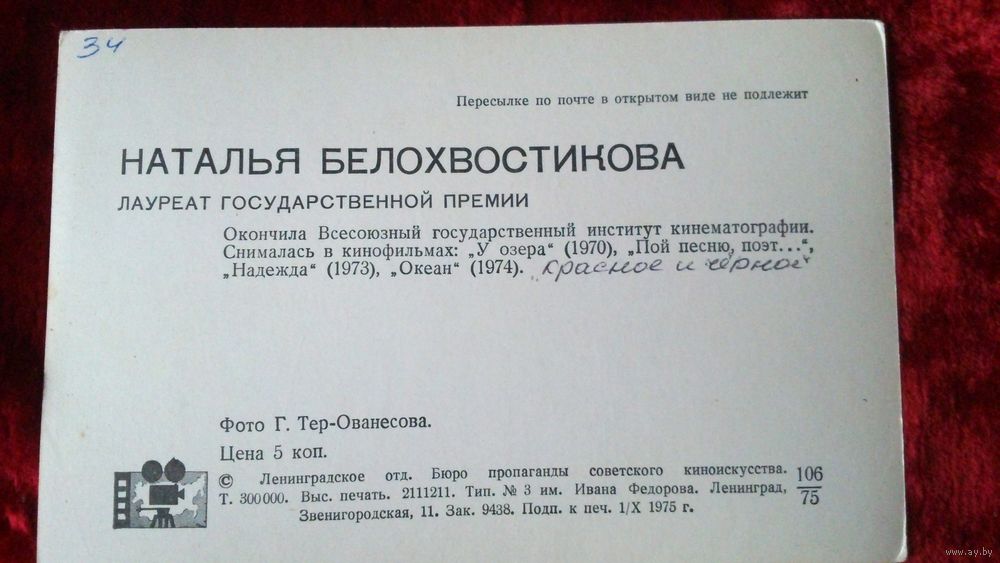 34
Пересылке по почте в открытом виде не подлежит
НАТАЛЬЯ БЕЛОХВОСТИКОВА
ЛАУРЕАТ ГОСУДАРСТВЕННОЙ ПРЕМИИ
Окончила Всесоюзный государственный институт кинематографии.
Снималась в кинофильмах: „У озера“ (1970), „Пой песню, поэт...“,
„Надежда“ (1973), „Океан“ (1974). „Красное и чёрное“
Фото Г. Тер-Ованесова.
Цена 5 коп.
© Ленинградское отд. Бюро пропаганды советского киноискусства. 106
Т. 300000. Выс. печать. 2111211. Тип. № 3 им. Ивана Федорова. Ленинград, 75
Звенигородская, 11. Зак. 9438. Подп. к печ. 1/X 1975 г.
www.ay.by